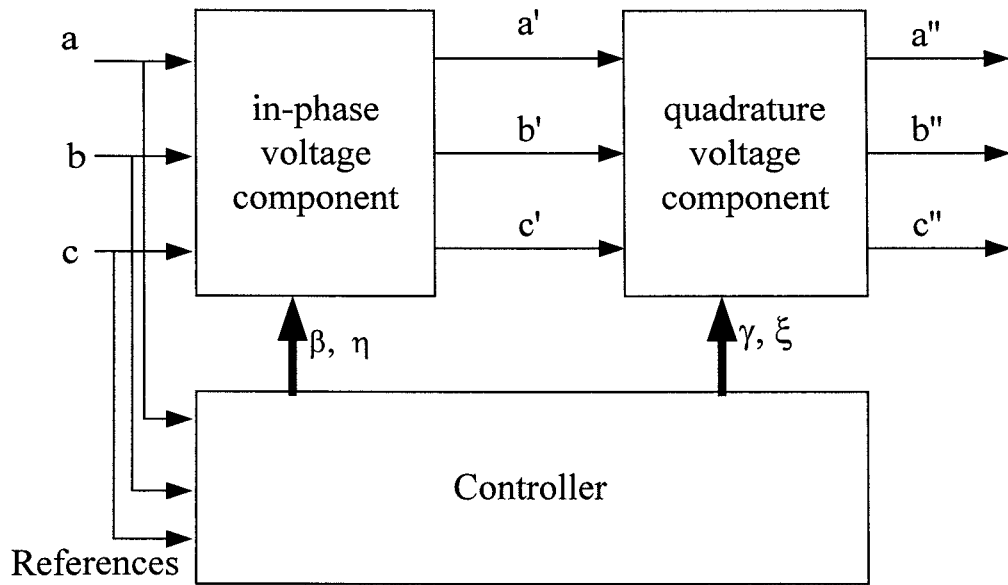 a
b
c
in-phase
voltage
component
a'
b'
c'
quadrature
voltage
component
a"
b"
c"
β, η
γ, ξ
Controller
References